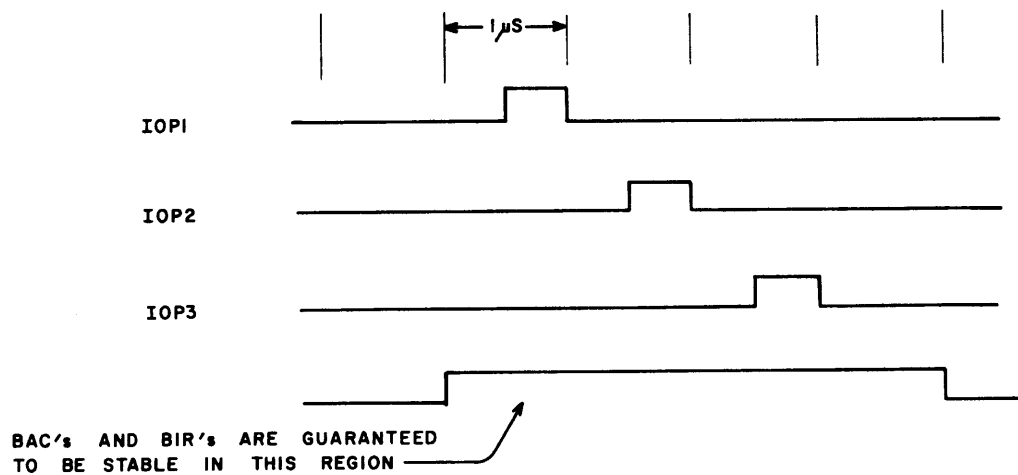 1 μS
IOP1
IOP2
IOP3
BAC's AND BIR's ARE GUARANTEED
TO BE STABLE IN THIS REGION